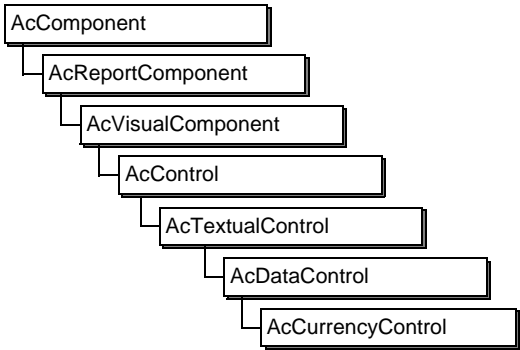 AcComponent
AcReportComponent
AcVisualComponent
AcControl
AcTextualControl
AcDataControl
AcCurrencyControl